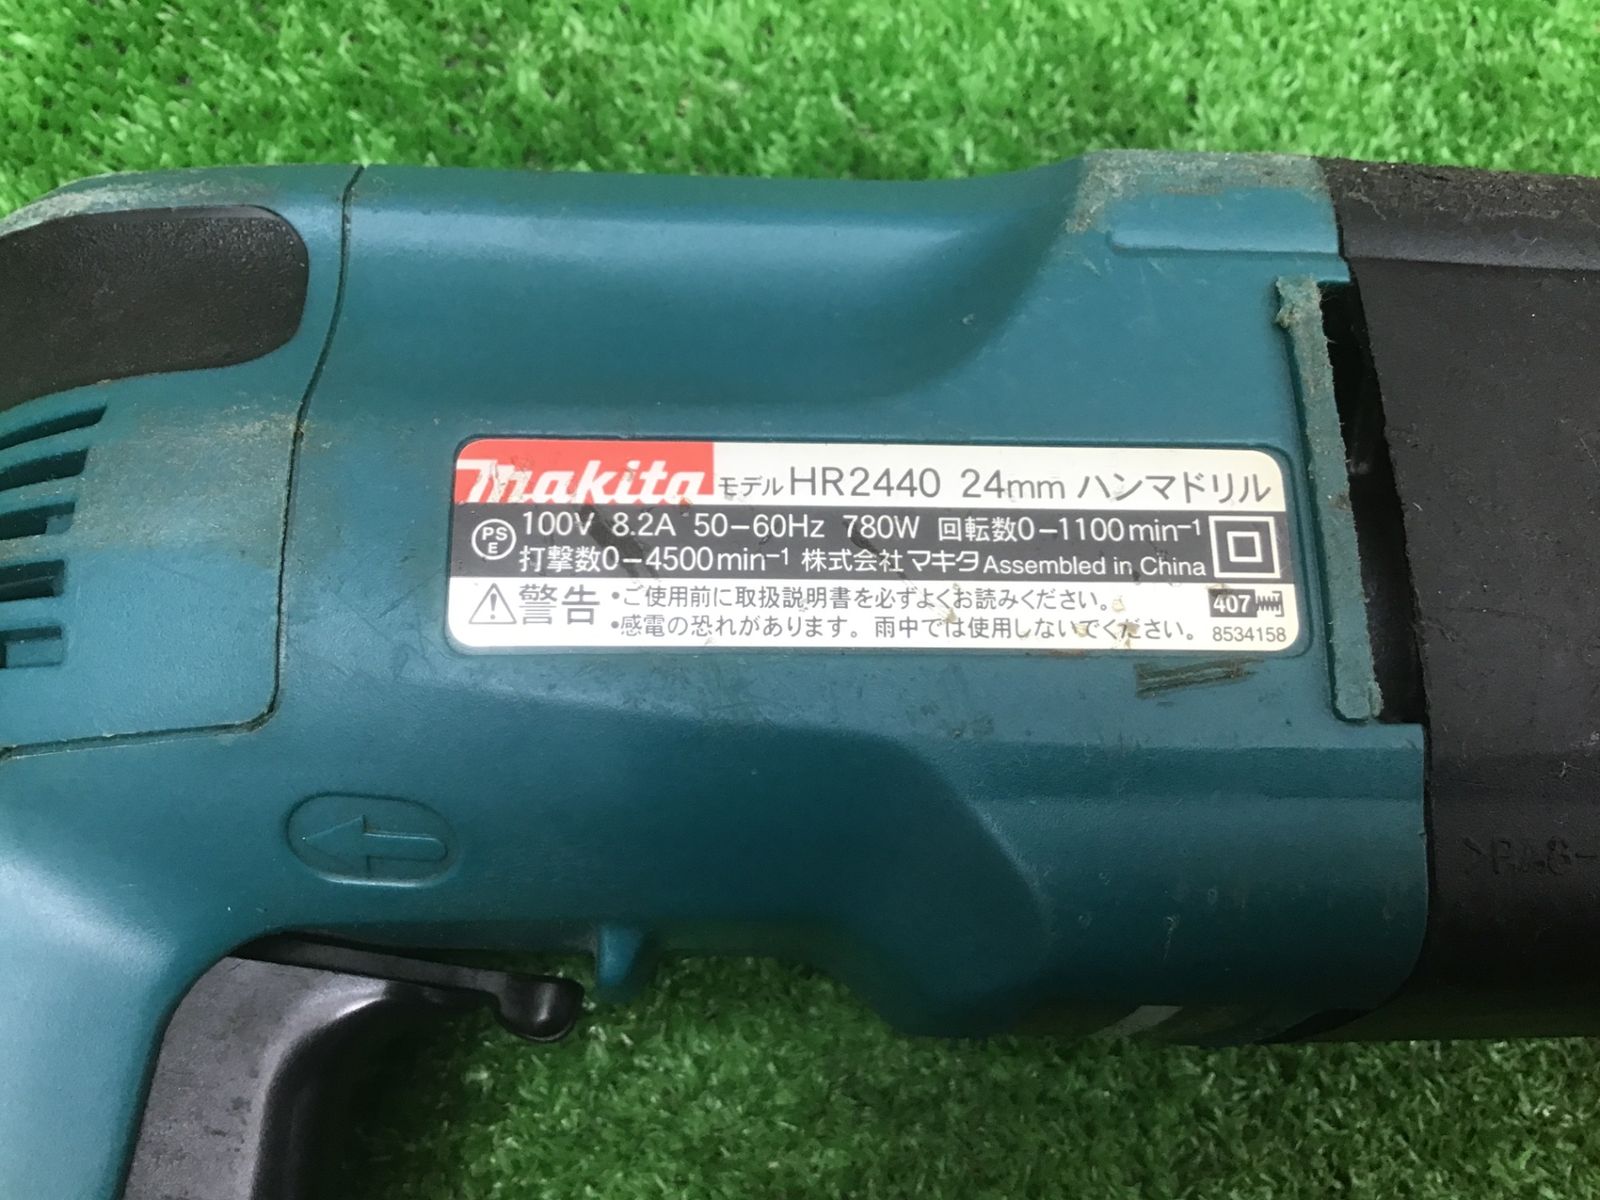 makita モデル HR2440 24mm ハンマドリル
PS
E
100V 8.2A 50-60Hz 780W 回転数0-1100min⁻¹
打撃数0-4500min⁻¹ 株式会社マキタ Assembled in China
警告 •ご使用前に取扱説明書を必ずよくお読みください。
•感電の恐れがあります。雨中では使用しないでください。
407
8534158